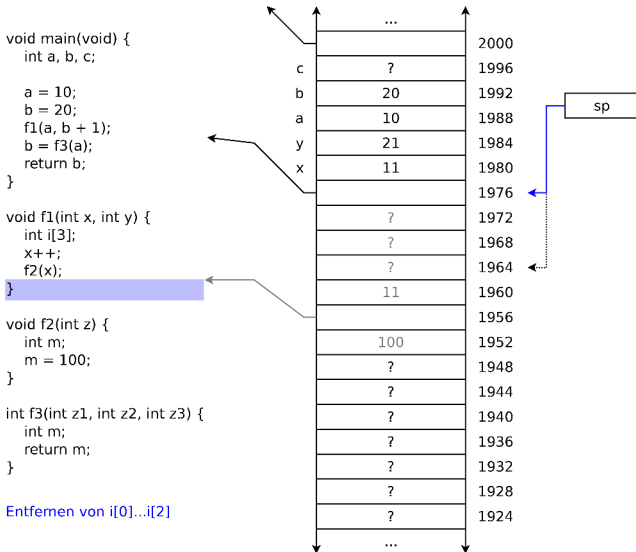 void main(void) {
int a, b, c;
a = 10;
b = 20;
f1(a, b + 1);
b = f3(a);
return b;
}
void f1(int x, int y) {
int i[3];
x++;
f2(x);
}
void f2(int z) {
int m;
m = 100;
}
int f3(int z1, int z2, int z3) {
int m;
return m;
}
Entfernen von i[0]...i[2]
...
2000
c ? 1996
b 20 1992
a 10 1988
y 21 1984
x 11 1980
1976
? 1972
? 1968
? 1964
11 1960
1956
100 1952
? 1948
? 1944
? 1940
? 1936
? 1932
? 1928
? 1924
...
sp